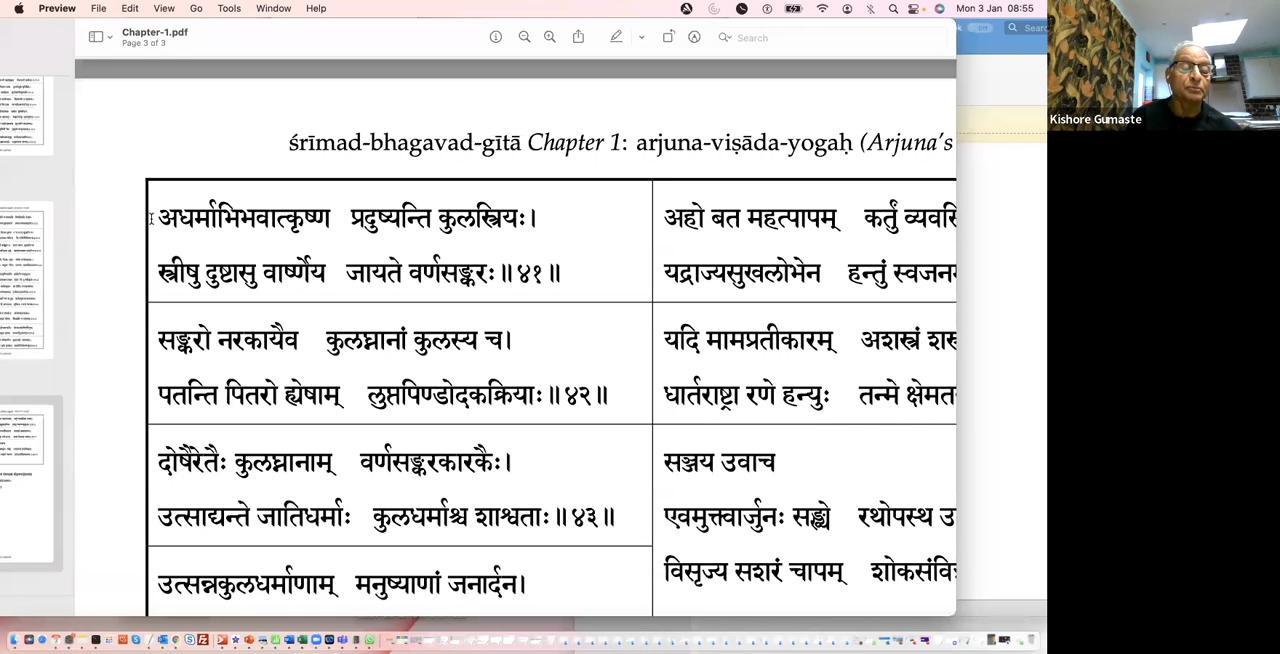 Preview File Edit View Go Tools Window Help Mon 3 Jan 08:55
Chapter-1.pdf
Page 3 of 3
Search
Kishore Gumaste
śrīmad-bhagavad-gītā Chapter 1: arjuna-viṣāda-yogaḥ (Arjuna's
अधर्माभिभवात्कृष्ण प्रदुष्यन्ति कुलस्त्रियः।
स्त्रीषु दुष्टासु वार्ष्णेय जायते वर्णसङ्करः॥४१॥
सङ्करो नरकायैव कुलघ्नानां कुलस्य च।
पतन्ति पितरो ह्येषाम् लुप्तपिण्डोदकक्रियाः॥४२॥
दोषैरेतैः कुलघ्नानाम् वर्णसङ्करकारकैः।
उत्साद्यन्ते जातिधर्माः कुलधर्माश्च शाश्वताः॥४३॥
उत्सन्नकुलधर्माणाम् मनुष्याणां जनार्दन।
अहो बत महत्पापम् कर्तुं
यद्राज्यसुखलोभेन हन्तुं
यदि मामप्रतीकारम् अशस्त्रं
धार्तराष्ट्रा रणे हन्युः तन्मे
सञ्जय उवाच
एवमुक्त्वार्जुनः सङ्ख्ये रथोपस्थ
विसृज्य सशरं चापम्